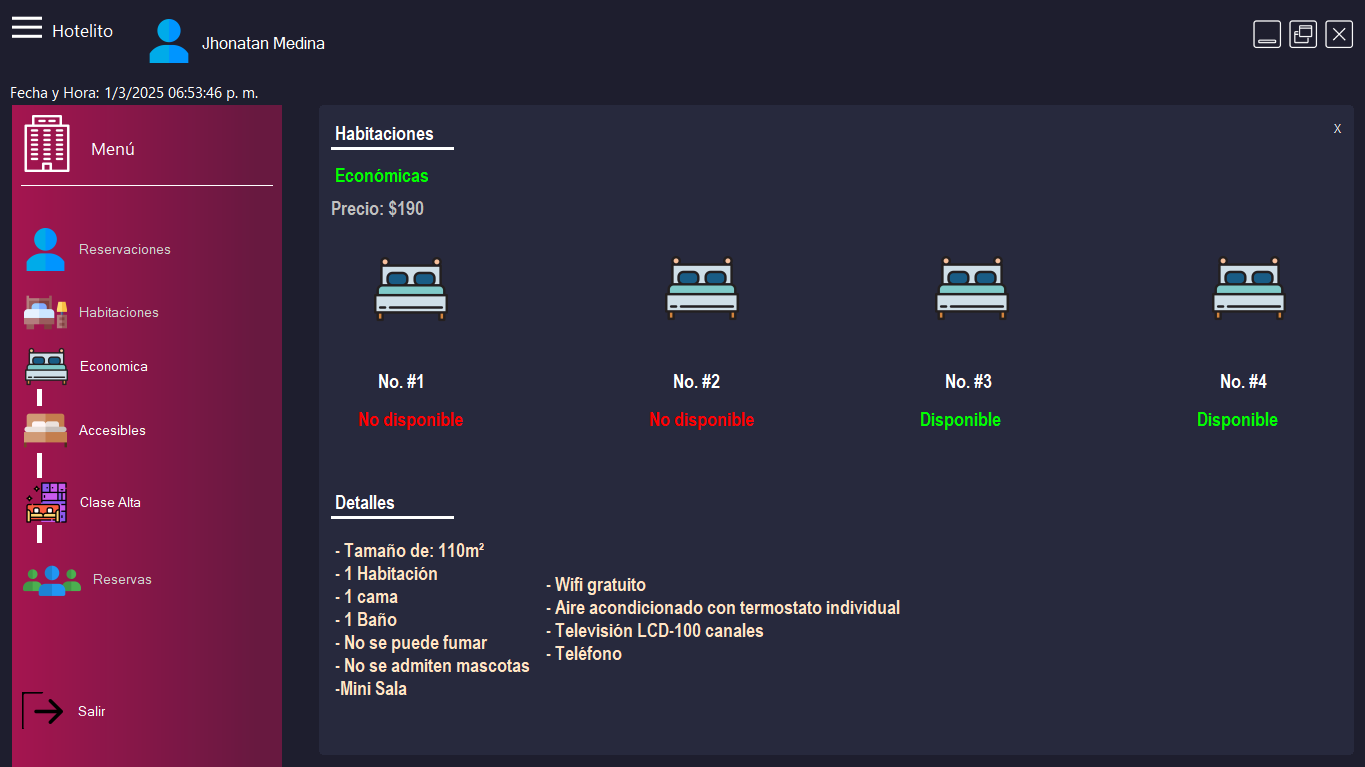 Hotelito
Jhonatan Medina
Fecha y Hora: 1/3/2025 06:53:46 p. m.
Menú
Reservaciones
Habitaciones
Economica
Accesibles
Clase Alta
Reservas
Salir
Habitaciones
X
Económicas
Precio: $190
No. #1
No. #2
No. #3
No. #4
No disponible
No disponible
Disponible
Disponible
Detalles
- Tamaño de: 110m²
- 1 Habitación
- 1 cama
- 1 Baño
- No se puede fumar
- No se admiten mascotas
-Mini Sala
- Wifi gratuito
- Aire acondicionado con termostato individual
- Televisión LCD-100 canales
- Teléfono